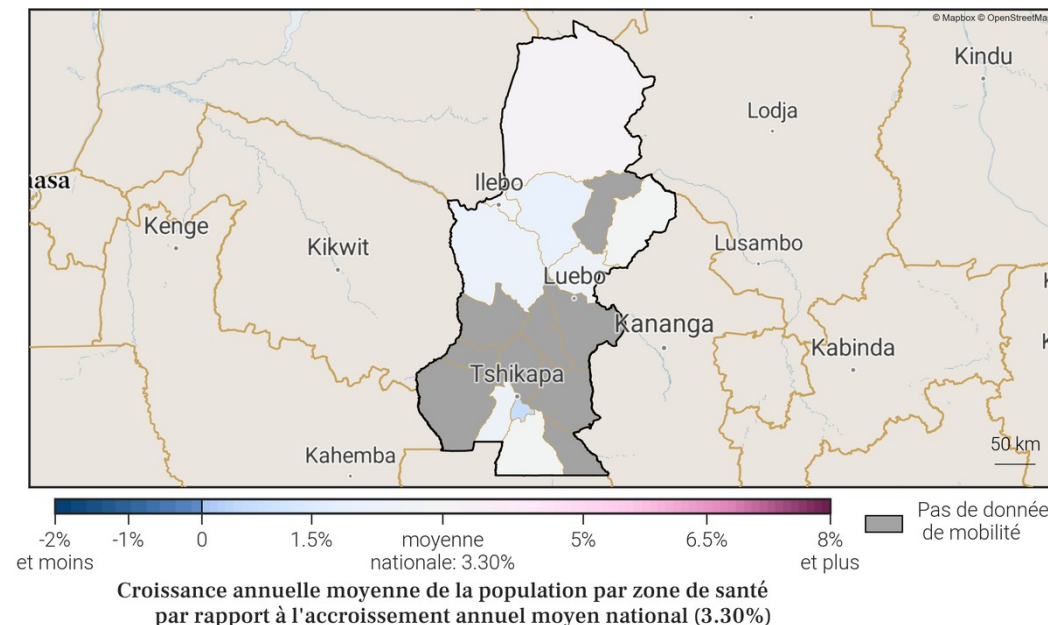 © Mapbox © OpenStreetMa
Kindu
Lodja
nasa
Ilebo
Kenge
Kikwit
Lusambo
Luebo
Kananga
Kabinda
Tshikapa
Kahemba
50 km
-2%
et moins
-1%
0
1.5%
moyenne
nationale: 3.30%
5%
6.5%
8%
et plus
Pas de donnée
de mobilité
Croissance annuelle moyenne de la population par zone de santé
par rapport à l'accroissement annuel moyen national (3.30%)